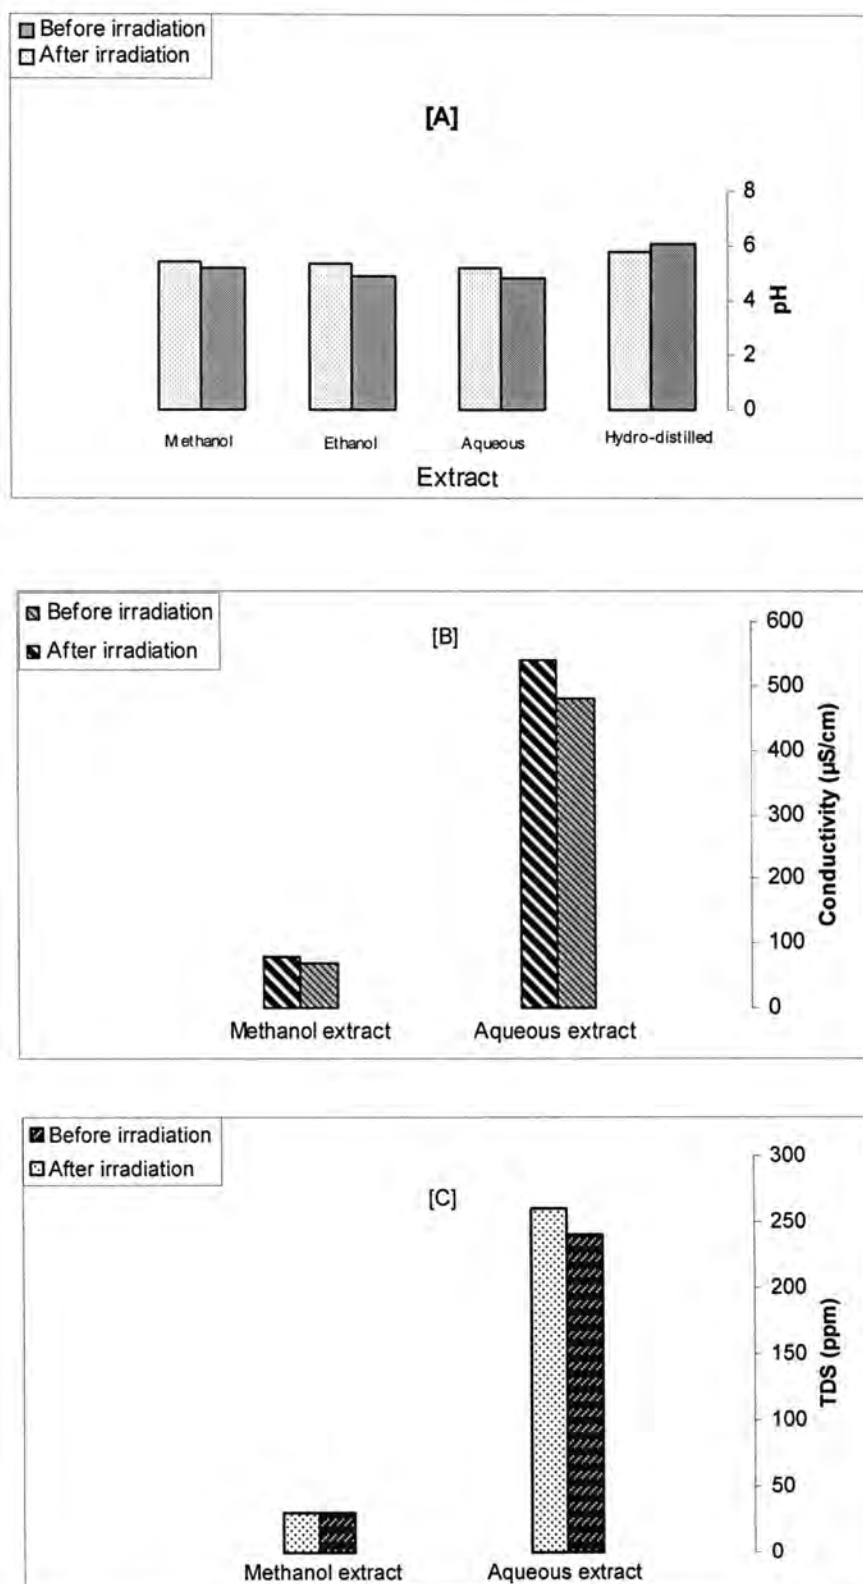 Before irradiation
After irradiation
[A]
8
6
4
2
0
pH
Methanol
Ethanol
Aqueous
Hydro-distilled
Extract
Before irradiation
After irradiation
[B]
600
500
400
300
200
100
0
Conductivity (µS/cm)
Methanol extract
Aqueous extract
Before irradiation
After irradiation
[C]
300
250
200
150
100
50
0
TDS (ppm)
Methanol extract
Aqueous extract